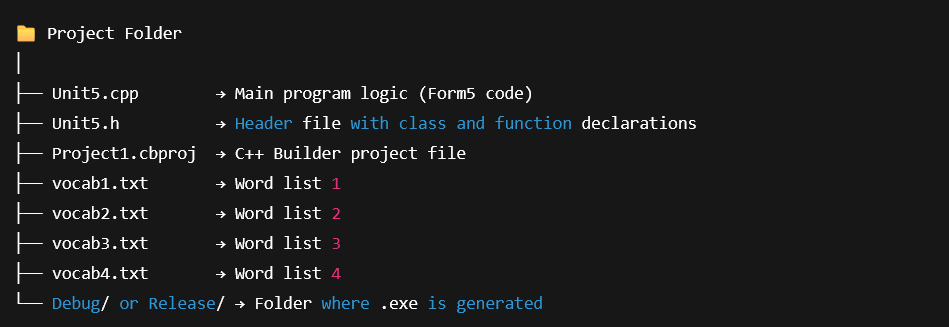 📁 Project Folder
│
├── Unit5.cpp        → Main program logic (Form5 code)
├── Unit5.h          → Header file with class and function declarations
├── Project1.cbproj  → C++ Builder project file
├── vocab1.txt       → Word list 1
├── vocab2.txt       → Word list 2
├── vocab3.txt       → Word list 3
├── vocab4.txt       → Word list 4
└── Debug/ or Release/ → Folder where .exe is generated